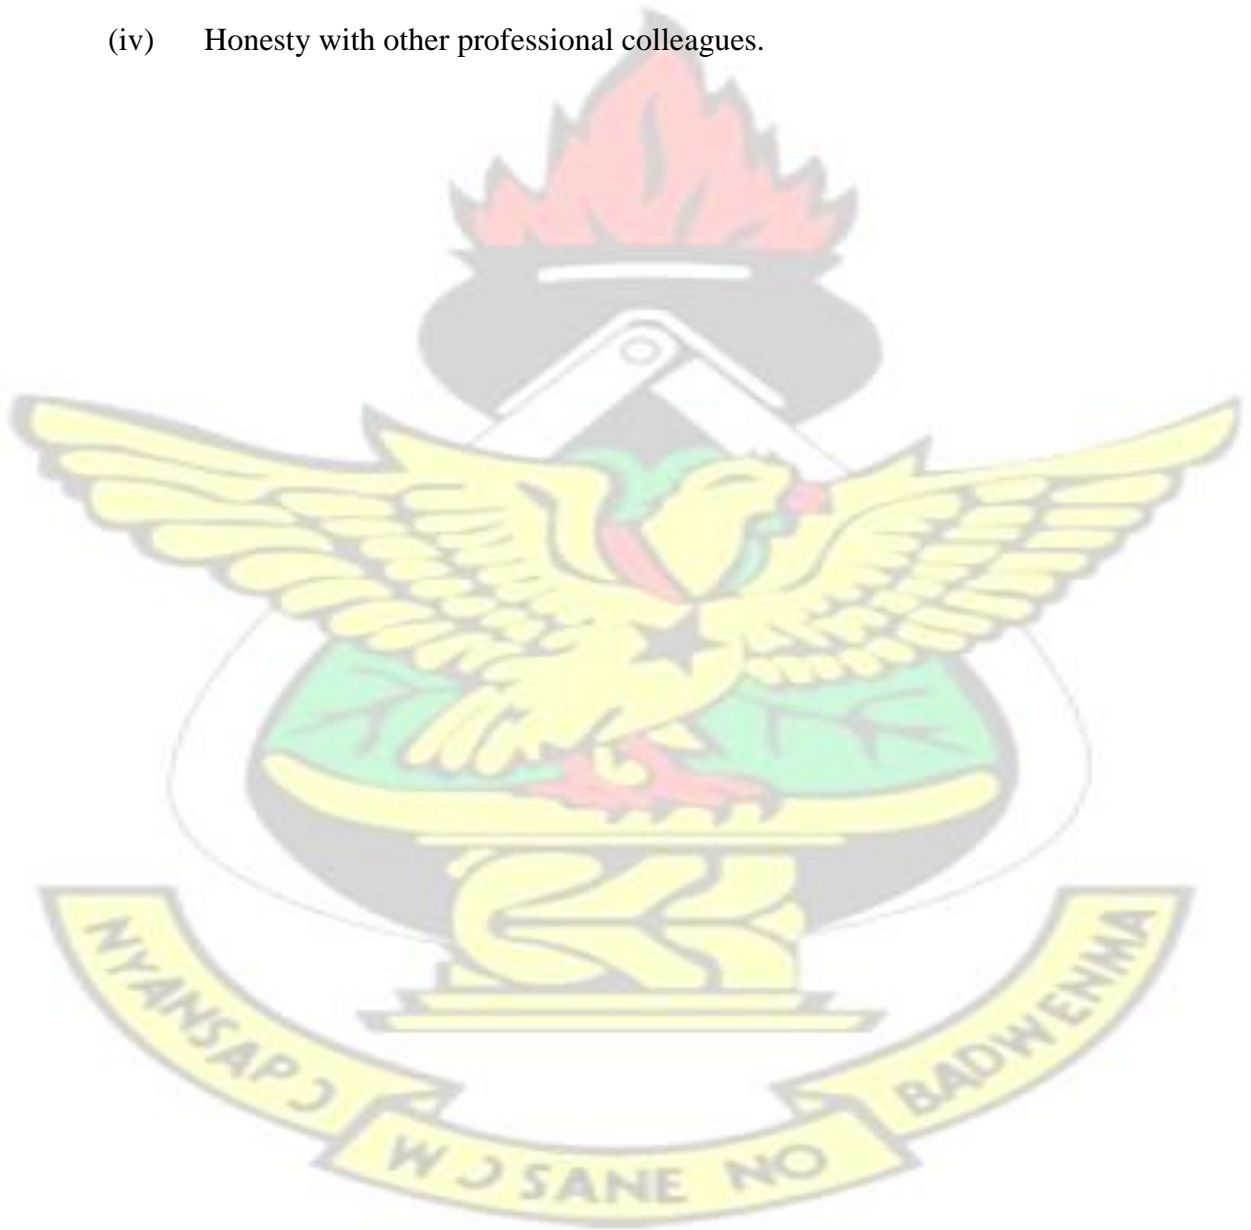 (iv) Honesty with other professional colleagues.
NYANSAPƆ
WƆSANE NO
BADWENMA